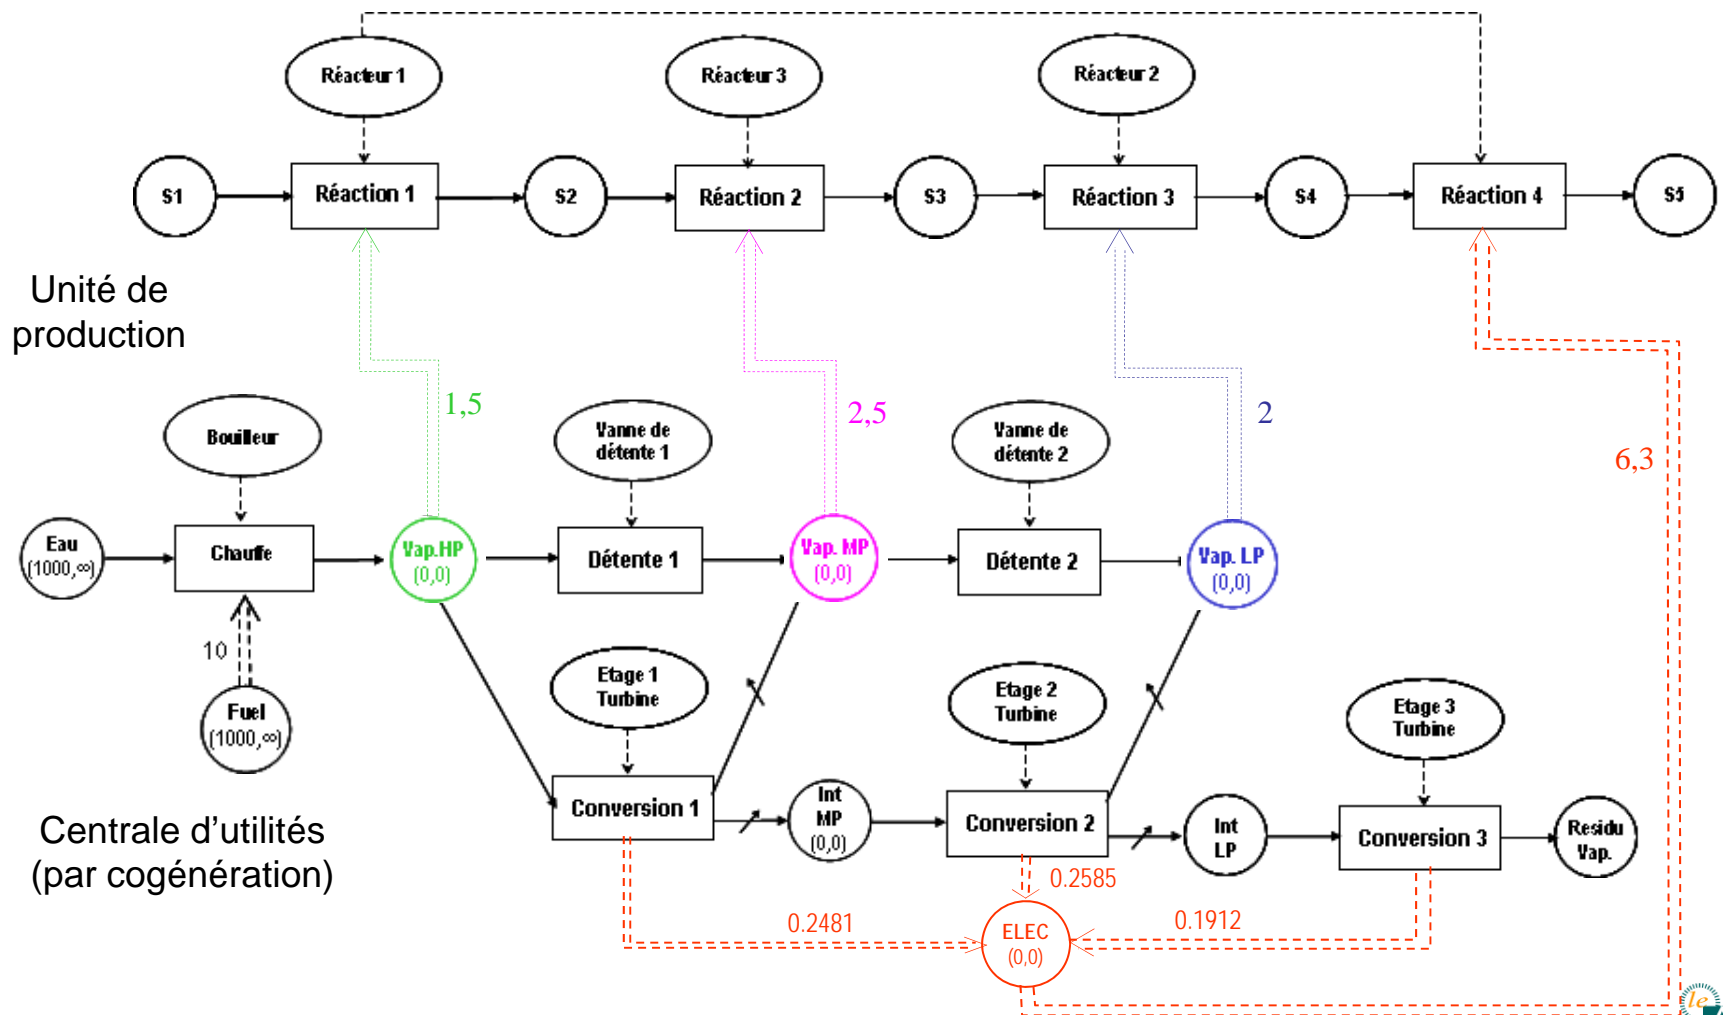 Réacteur 1
Réacteur 3
Réacteur 2
S1
Réaction 1
S2
Réaction 2
S3
Réaction 3
S4
Réaction 4
S5
Unité de
production
1,5
2,5
2
6,3
Bouilleur
Vanne de
détente 1
Vanne de
détente 2
Eau
(1000,∞)
Chauffe
Vap.HP
(0,0)
Détente 1
Vap. MP
(0,0)
Détente 2
Vap. LP
(0,0)
10
Fuel
(1000,∞)
Etage 1
Turbine
Etage 2
Turbine
Etage 3
Turbine
Centrale d'utilités
(par cogénération)
Conversion 1
Int
MP
(0,0)
Conversion 2
Int
LP
Conversion 3
Residu
Vap.
0.2585
0.2481
0.1912
ELEC
(0,0)
le